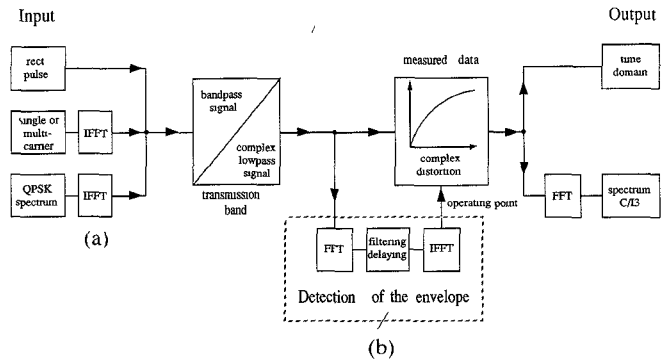 Input
Output
rect
pulse
single or
multi-
carrier
IFFT
QPSK
spectrum
IFFT
(a)
bandpass
signal
complex
lowpass
signal
transmission
band
measured data
complex
distortion
operating point
FFT
filtering
delaying
IFFT
Detection of the envelope
(b)
time
domain
FFT
spectrum
C/I3